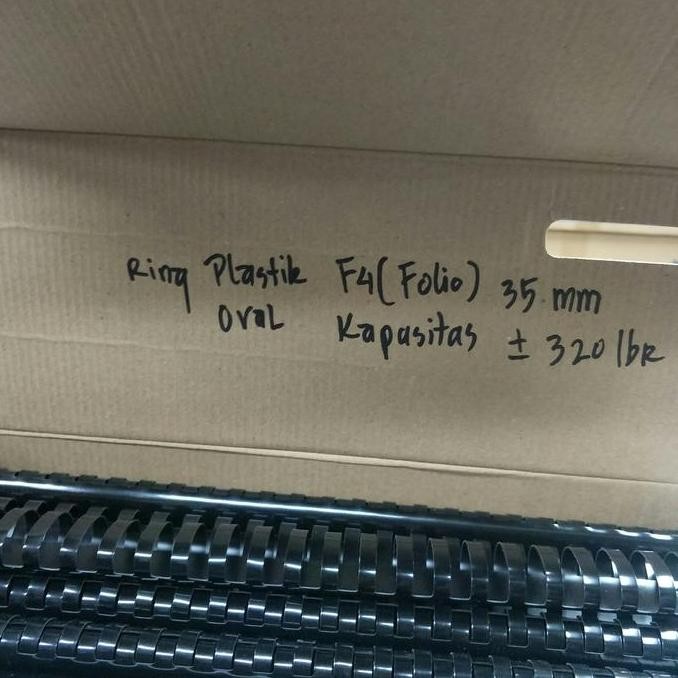 Ring Plastik F4(Folio) 35 mm
Oval Kapasitas ± 320 lbr